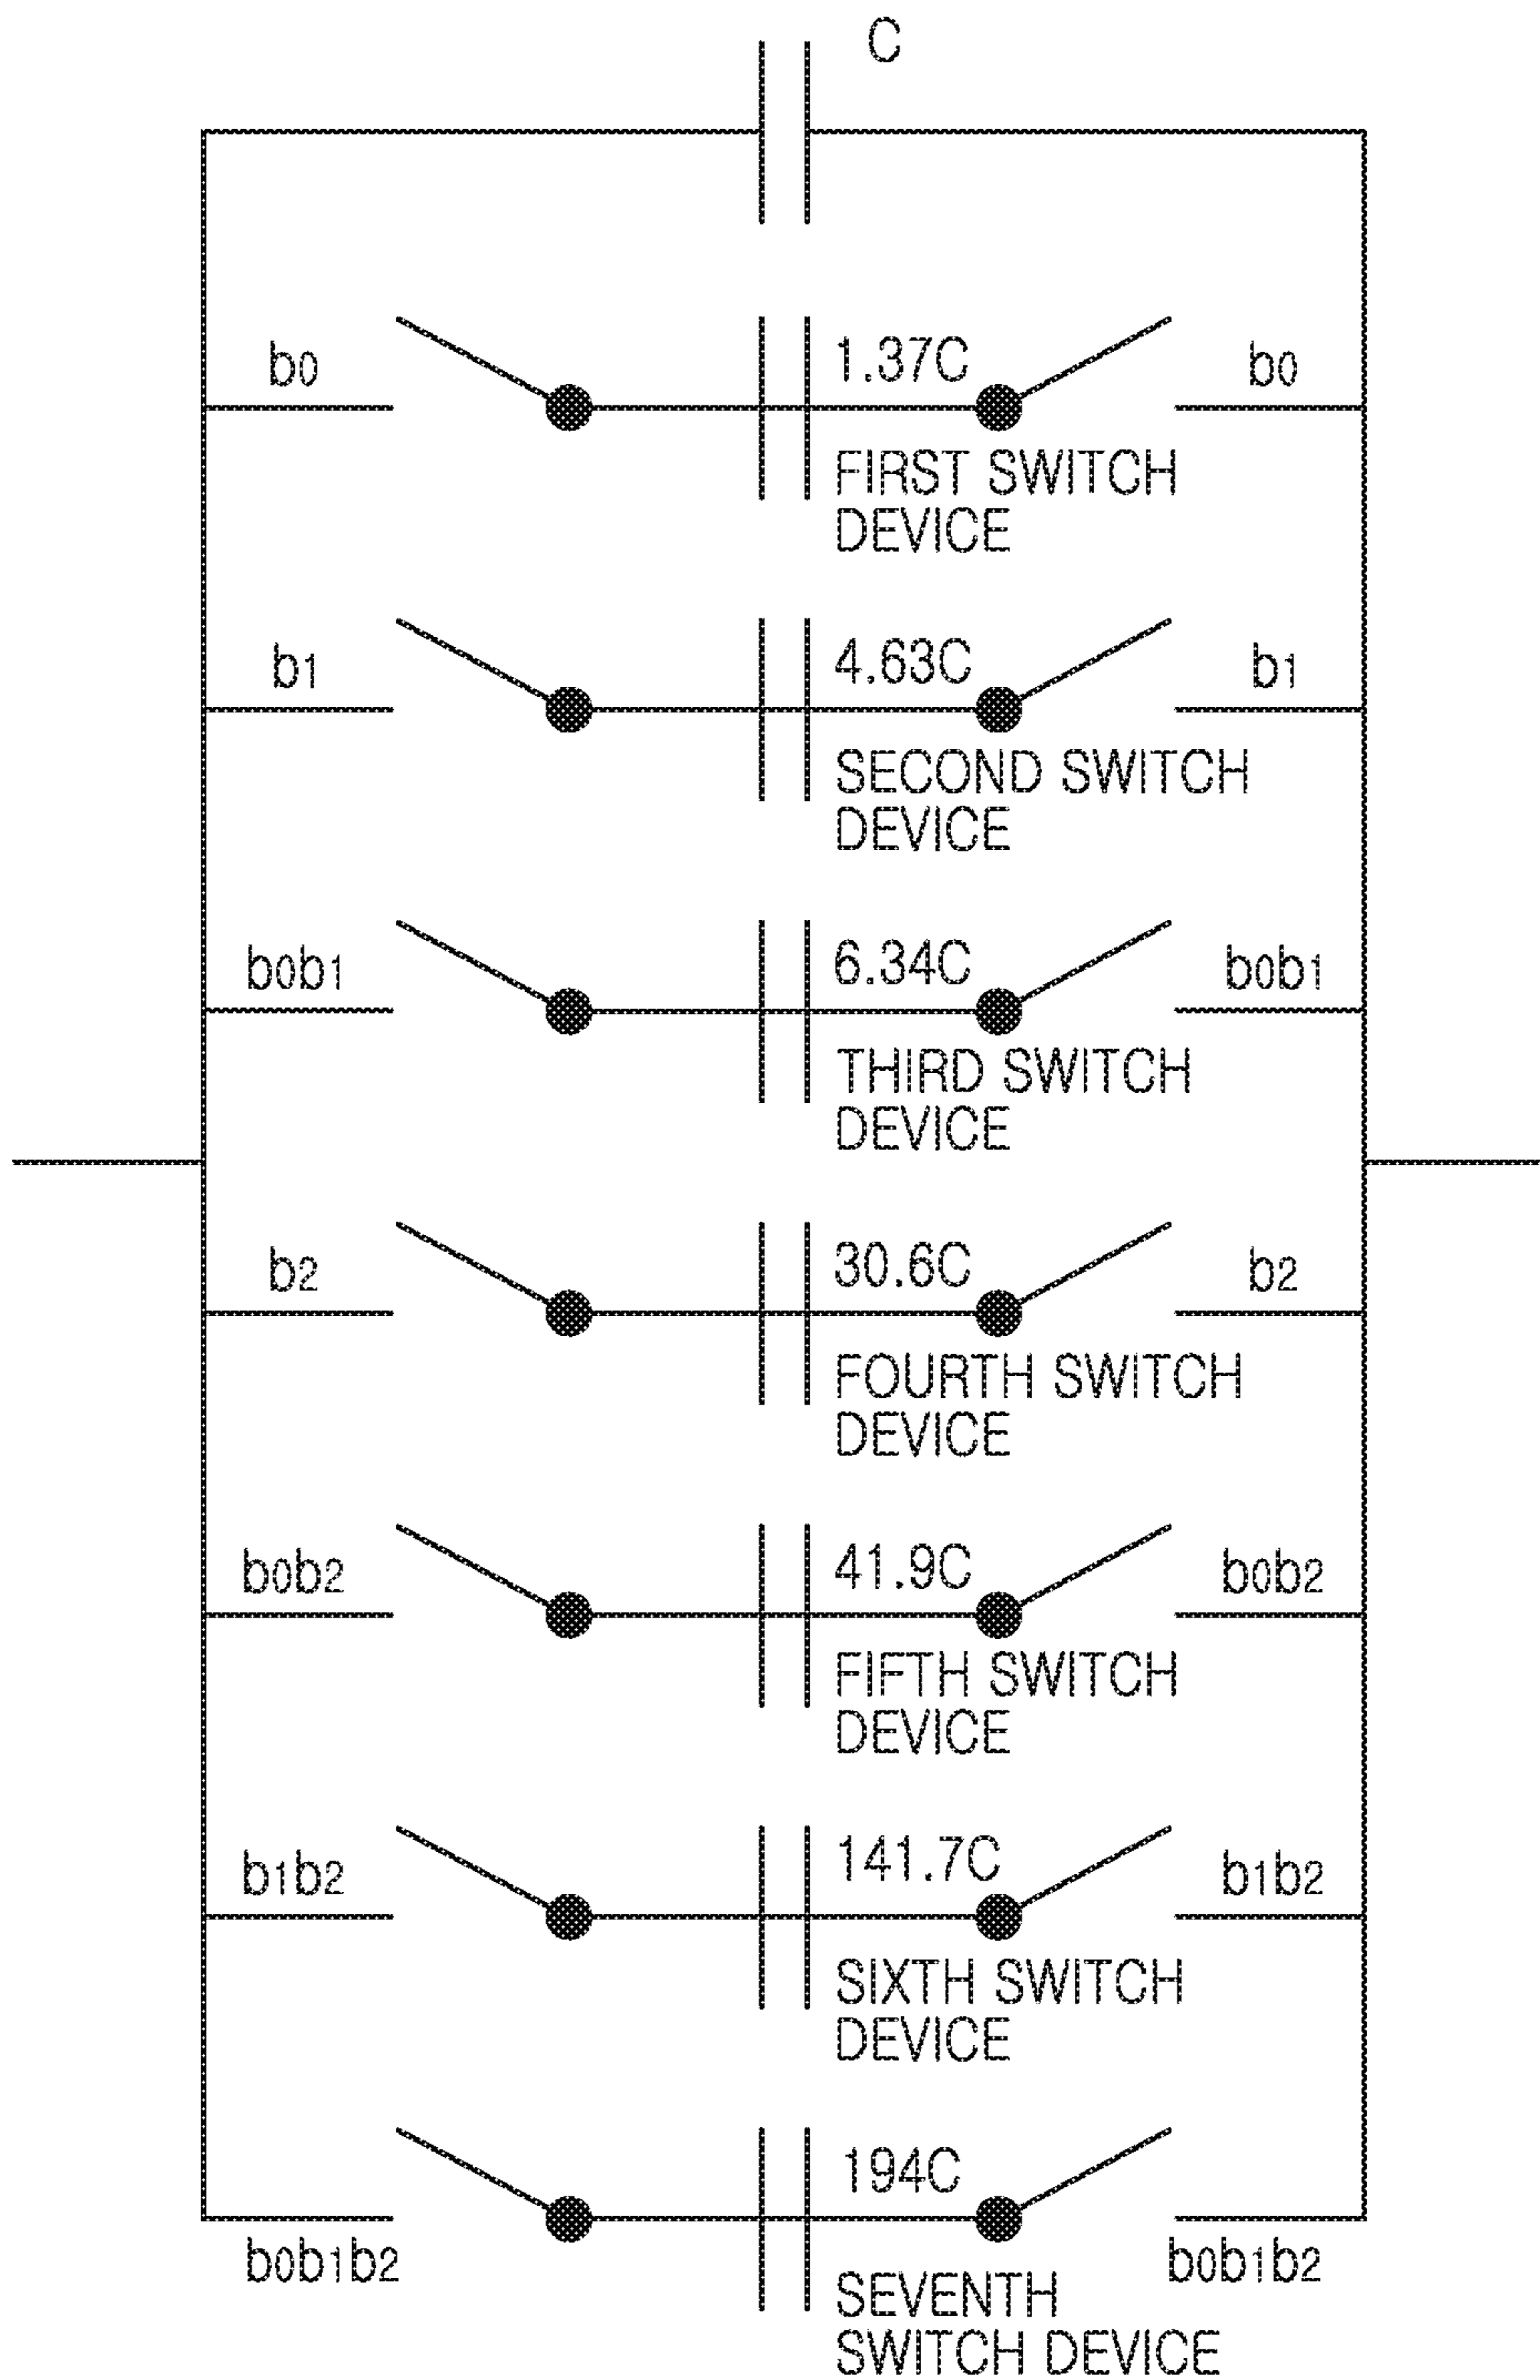 C
b0 1.37C b0
FIRST SWITCH
DEVICE
b1 4.63C b1
SECOND SWITCH
DEVICE
b0b1 6.34C b0b1
THIRD SWITCH
DEVICE
b2 30.6C b2
FOURTH SWITCH
DEVICE
b0b2 41.9C b0b2
FIFTH SWITCH
DEVICE
b1b2 141.7C b1b2
SIXTH SWITCH
DEVICE
194C
b0b1b2 b0b1b2
SEVENTH
SWITCH DEVICE